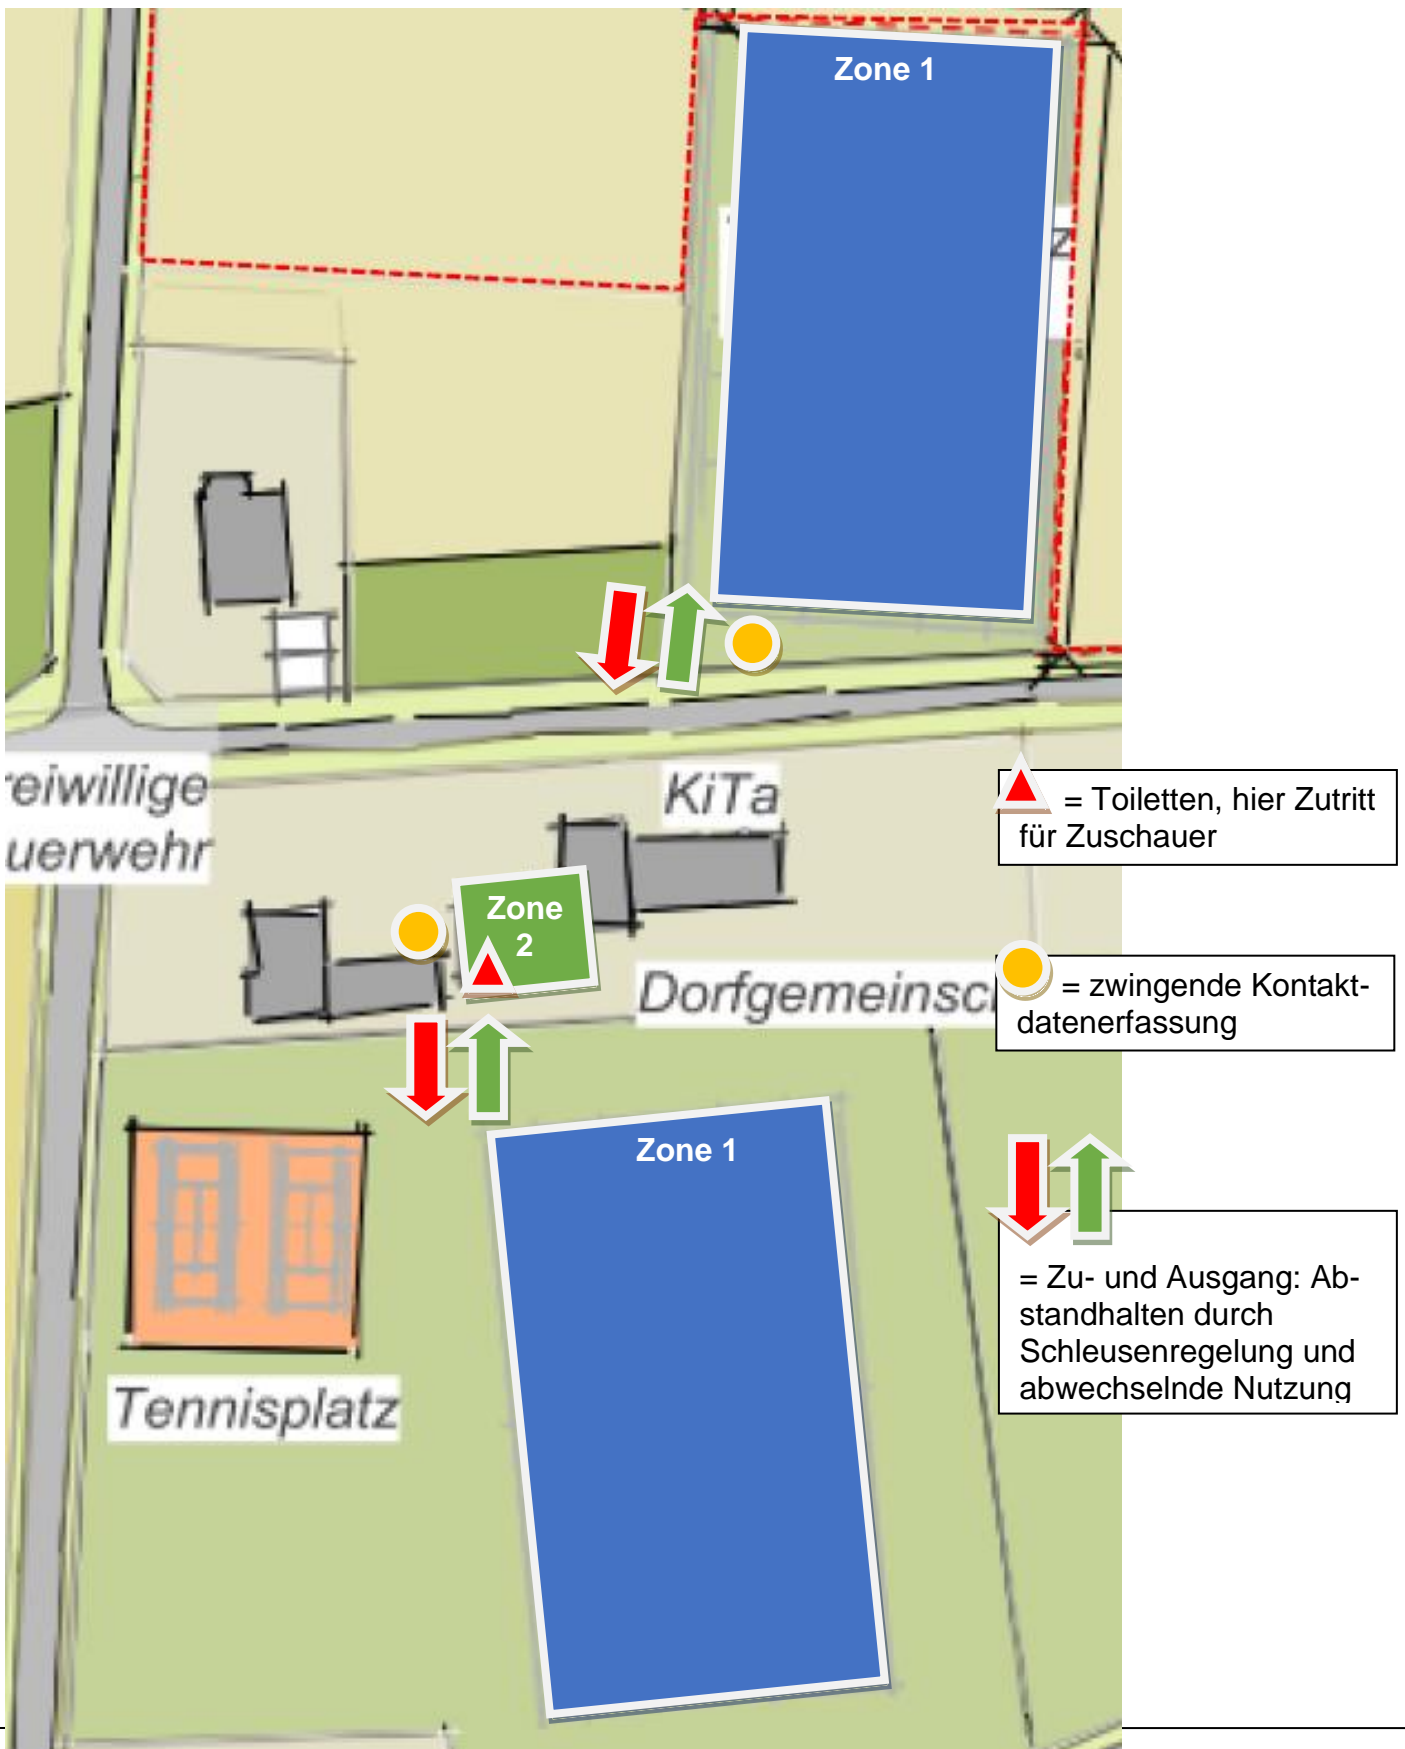 Zone 1
z
reiwillige
uerwehr
KiTa
= Toiletten, hier Zutritt
für Zuschauer
Zone
2
Dorfgemeinsc
= zwingende Kontakt-
datenerfassung
Zone 1
= Zu- und Ausgang: Ab-
standhalten durch
Schleusenregelung und
abwechselnde Nutzung
Tennisplatz